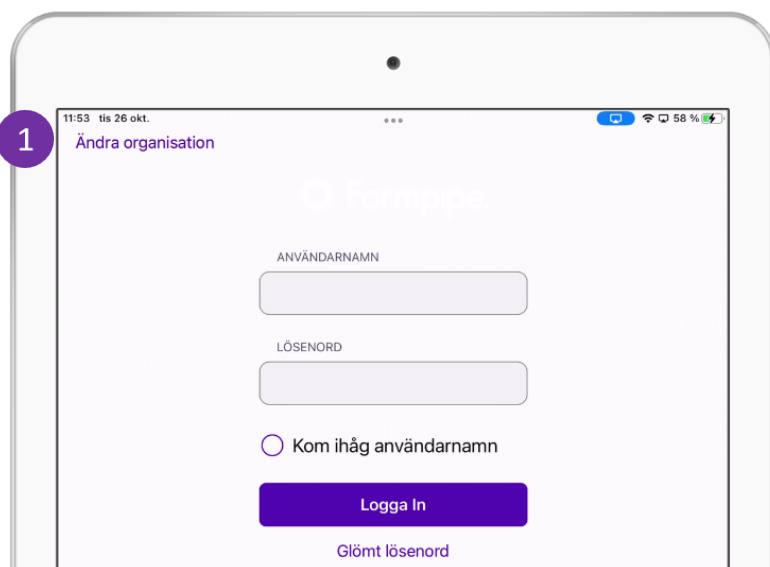 11:53 tis 26 okt.
58 %
1
Ändra organisation
Formpipe.
ANVÄNDARNAMN
LÖSENORD
Kom ihåg användarnamn
Logga In
Glömt lösenord